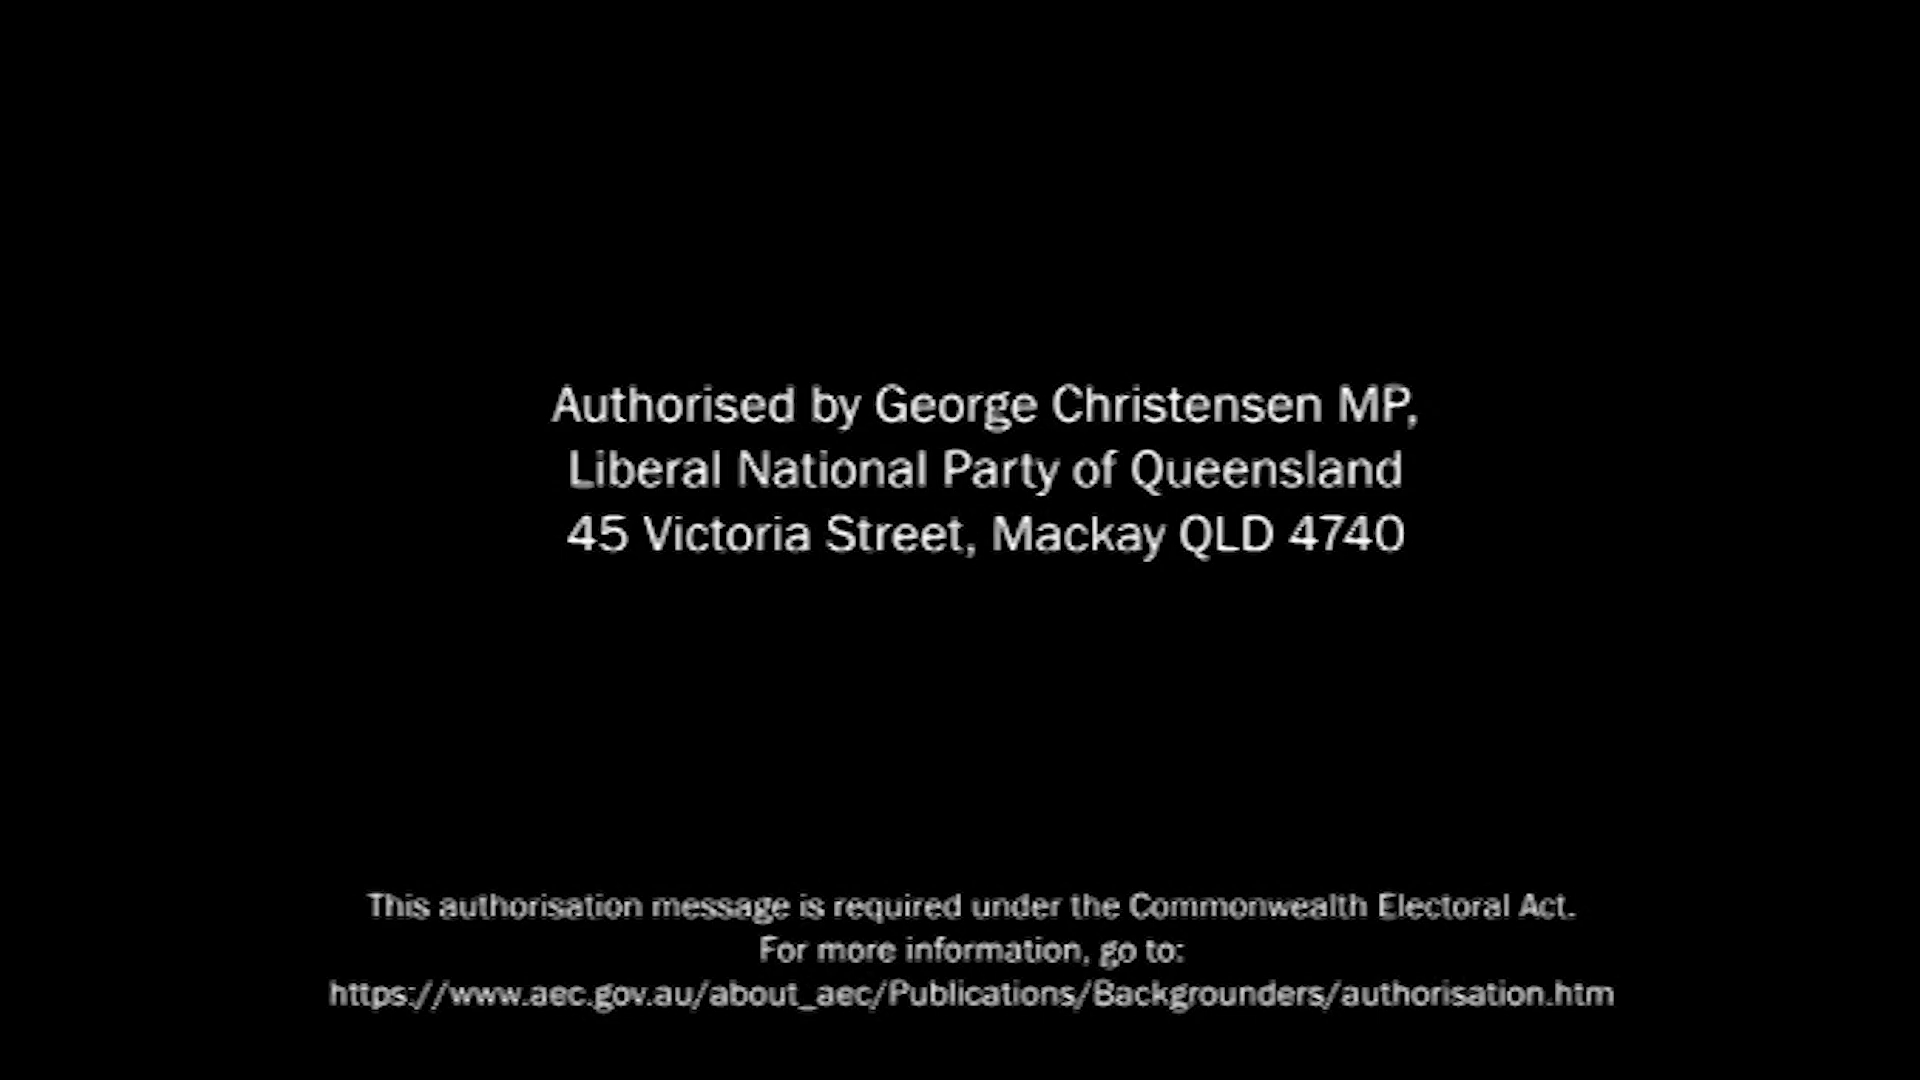 Authorised by George Christensen MP,
Liberal National Party of Queensland
45 Victoria Street, Mackay QLD 4740
This authorisation message is required under the Commonwealth Electoral Act.
For more information, go to:
https://www.aec.gov.au/about_aec/Publications/Backgrounders/authorisation.htm